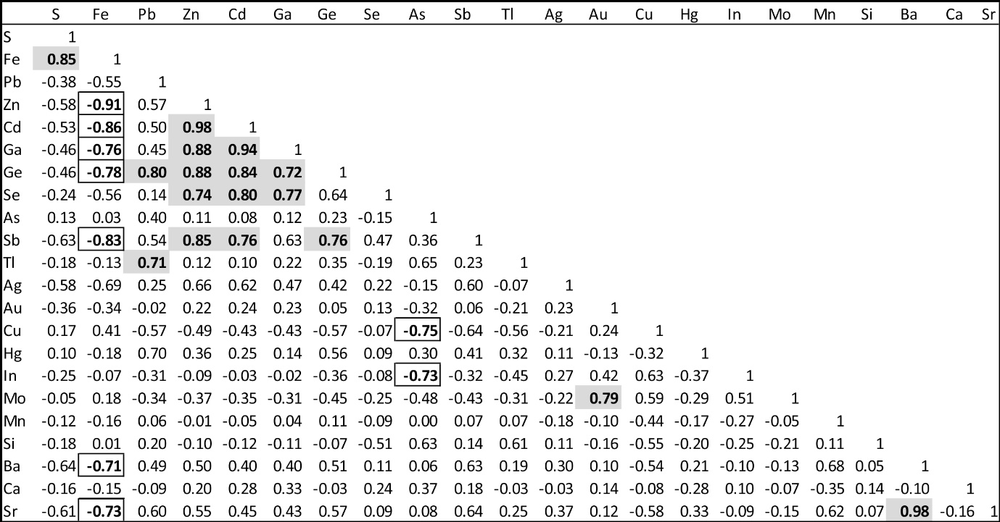 S Fe Pb Zn Cd Ga Ge Se As Sb Tl Ag Au Cu Hg In Mo Mn Si Ba Ca Sr
S 1
Fe 0.85 1
Pb -0.38 -0.55 1
Zn -0.58 -0.91 0.57 1
Cd -0.53 -0.86 0.50 0.98 1
Ga -0.46 -0.76 0.45 0.88 0.94 1
Ge -0.46 -0.78 0.80 0.88 0.84 0.72 1
Se -0.24 -0.56 0.14 0.74 0.80 0.77 0.64 1
As 0.13 0.03 0.40 0.11 0.08 0.12 0.23 -0.15 1
Sb -0.63 -0.83 0.54 0.85 0.76 0.63 0.76 0.47 0.36 1
Tl -0.18 -0.13 0.71 0.12 0.10 0.22 0.35 -0.19 0.65 0.23 1
Ag -0.58 -0.69 0.25 0.66 0.62 0.47 0.42 0.22 -0.15 0.60 -0.07 1
Au -0.36 -0.34 -0.02 0.22 0.24 0.23 0.05 0.13 -0.32 0.06 -0.21 0.23 1
Cu 0.17 0.41 -0.57 -0.49 -0.43 -0.43 -0.57 -0.07 -0.75 -0.64 -0.56 -0.21 0.24 1
Hg 0.10 -0.18 0.70 0.36 0.25 0.14 0.56 0.09 0.30 0.41 0.32 0.11 -0.13 -0.32 1
In -0.25 -0.07 -0.31 -0.09 -0.03 -0.02 -0.36 -0.08 -0.73 -0.32 -0.45 0.27 0.42 0.63 -0.37 1
Mo -0.05 0.18 -0.34 -0.37 -0.35 -0.31 -0.45 -0.25 -0.48 -0.43 -0.31 -0.22 0.79 0.59 -0.29 0.51 1
Mn -0.12 -0.16 0.06 -0.01 -0.05 0.04 0.11 -0.09 0.00 0.07 0.07 -0.18 -0.10 -0.44 -0.17 -0.27 -0.05 1
Si -0.18 0.01 0.20 -0.10 -0.12 -0.11 -0.07 -0.51 0.63 0.14 0.61 0.11 -0.16 -0.55 -0.20 -0.25 -0.21 0.11 1
Ba -0.64 -0.71 0.49 0.50 0.40 0.40 0.51 0.11 0.06 0.63 0.19 0.30 0.10 -0.54 0.21 -0.10 -0.13 0.68 0.05 1
Ca -0.16 -0.15 -0.09 0.20 0.28 0.33 -0.03 0.24 0.37 0.18 -0.03 -0.03 0.14 -0.08 -0.28 0.10 -0.07 -0.35 0.14 -0.10 1
Sr -0.61 -0.73 0.60 0.55 0.45 0.43 0.57 0.09 0.08 0.64 0.25 0.37 0.12 -0.58 0.33 -0.09 -0.15 0.62 0.07 0.98 -0.16 1